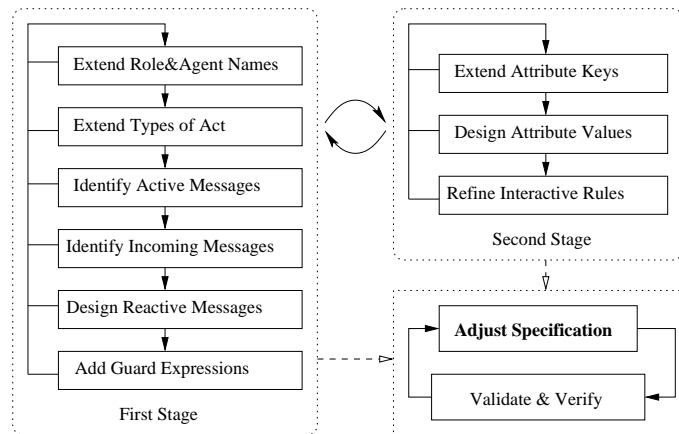 Extend Role&Agent Names
Extend Types of Act
Identify Active Messages
Identify Incoming Messages
Design Reactive Messages
Add Guard Expressions
First Stage
Extend Attribute Keys
Design Attribute Values
Refine Interactive Rules
Second Stage
Adjust Specification
Validate & Verify